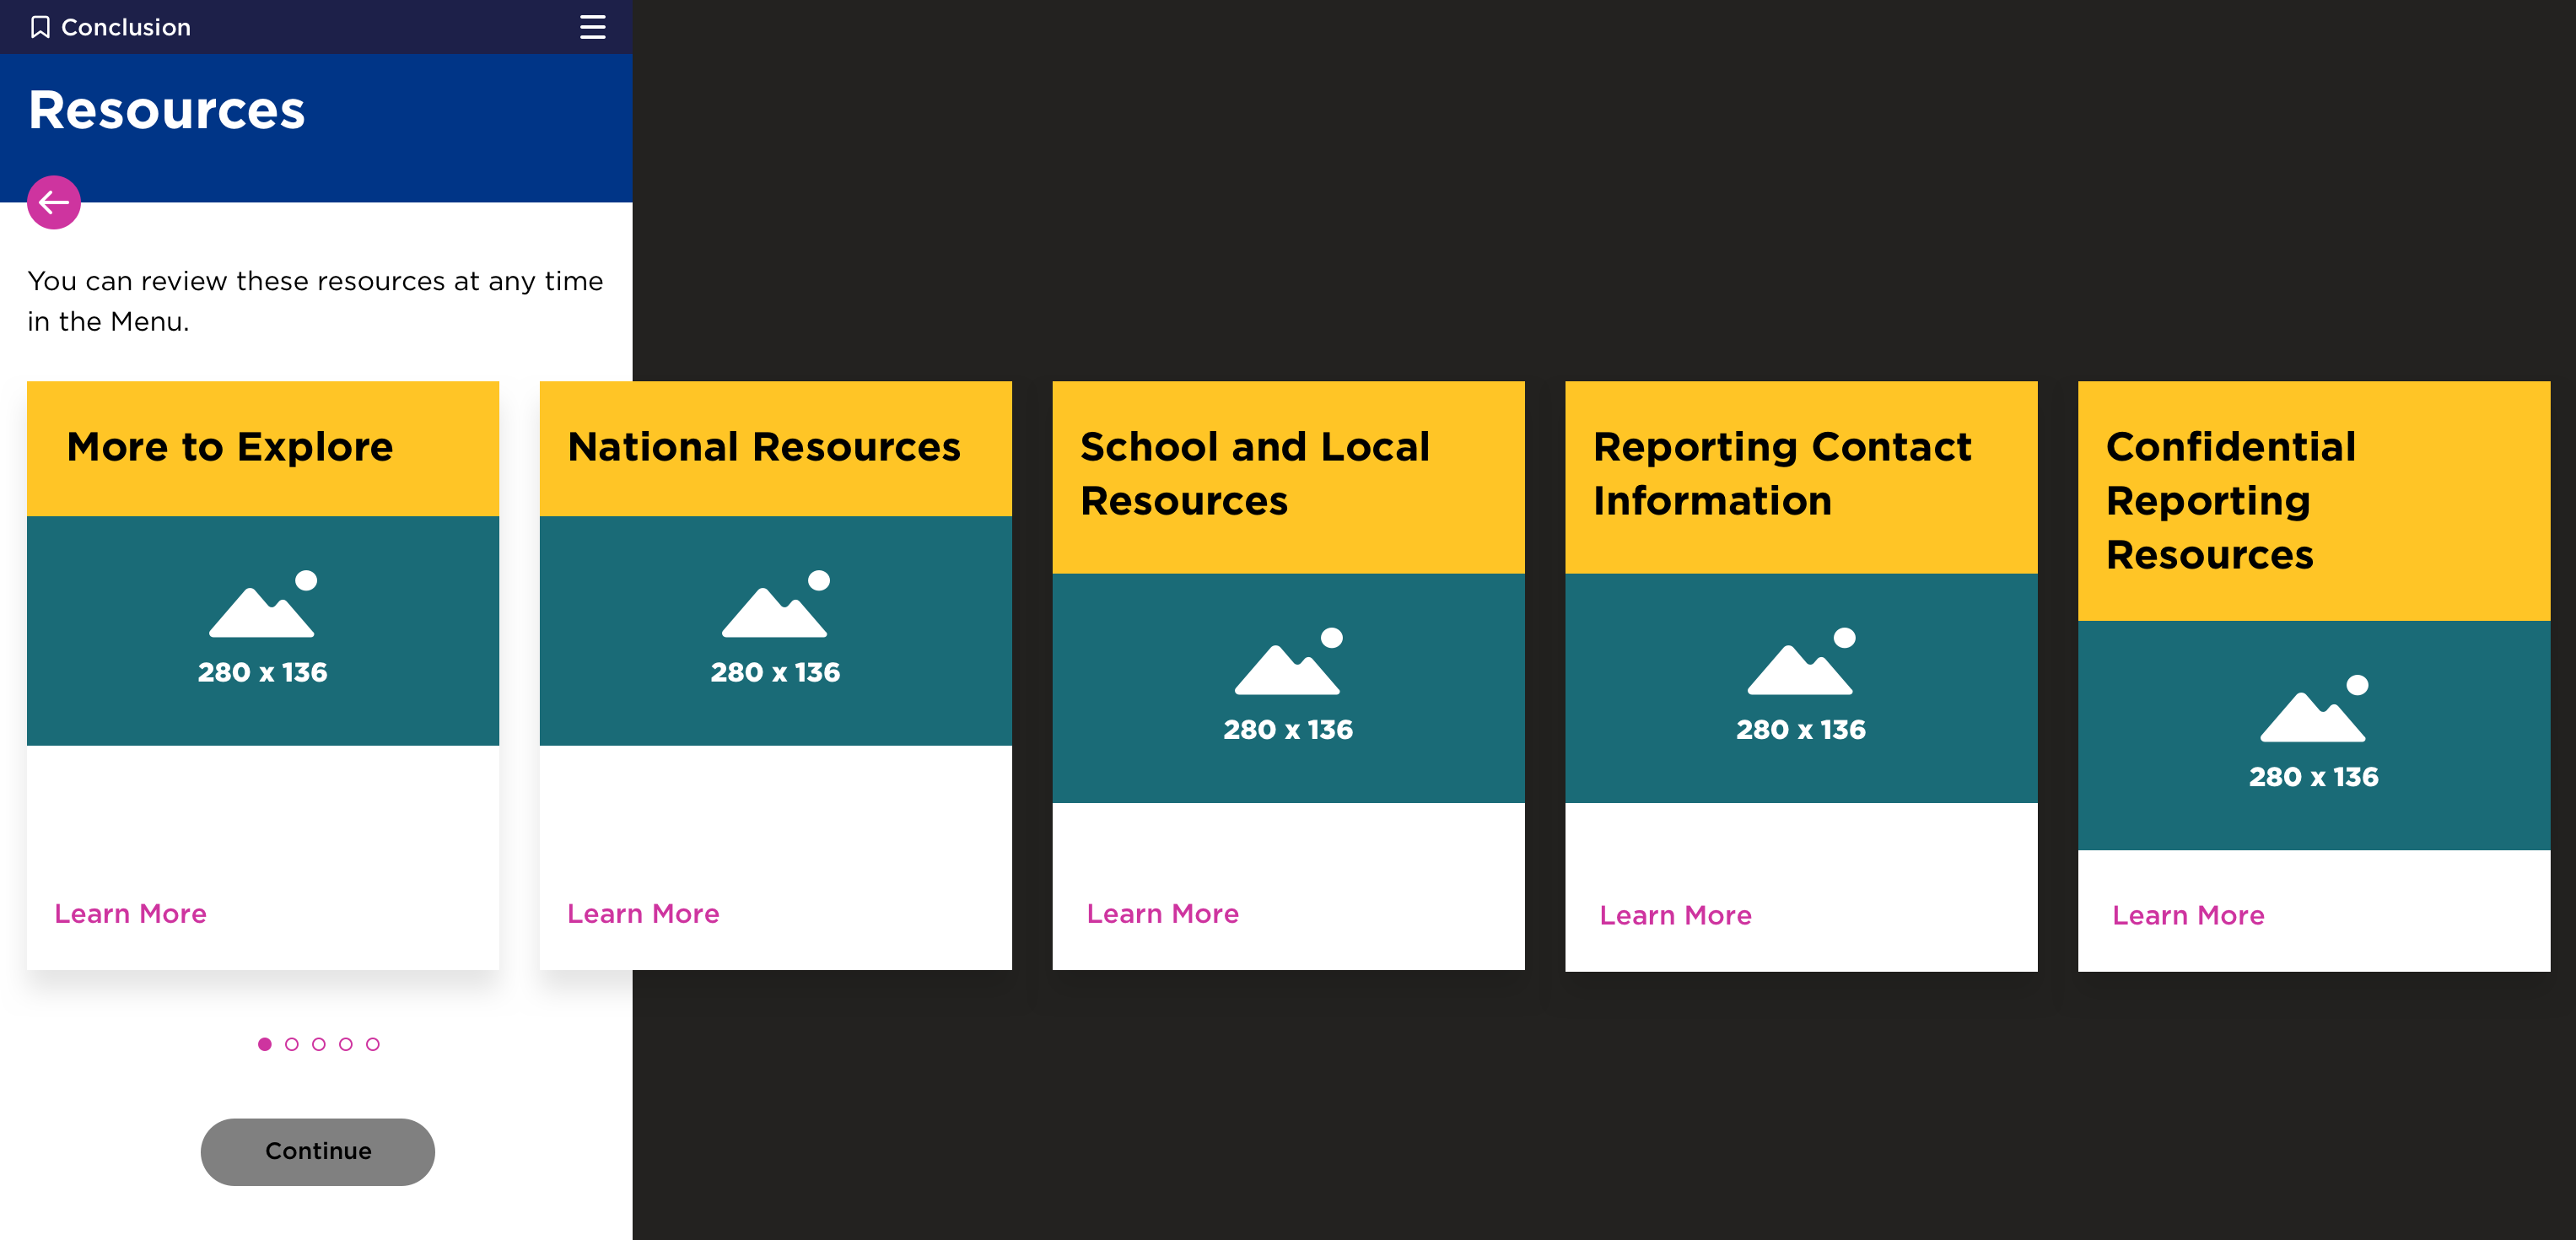 Conclusion
Resources
You can review these resources at any time
in the Menu.
More to Explore
280 x 136
Learn More
National Resources
280 x 136
Learn More
School and Local
Resources
280 x 136
Learn More
Reporting Contact
Information
280 x 136
Learn More
Confidential
Reporting
Resources
280 x 136
Learn More
Continue